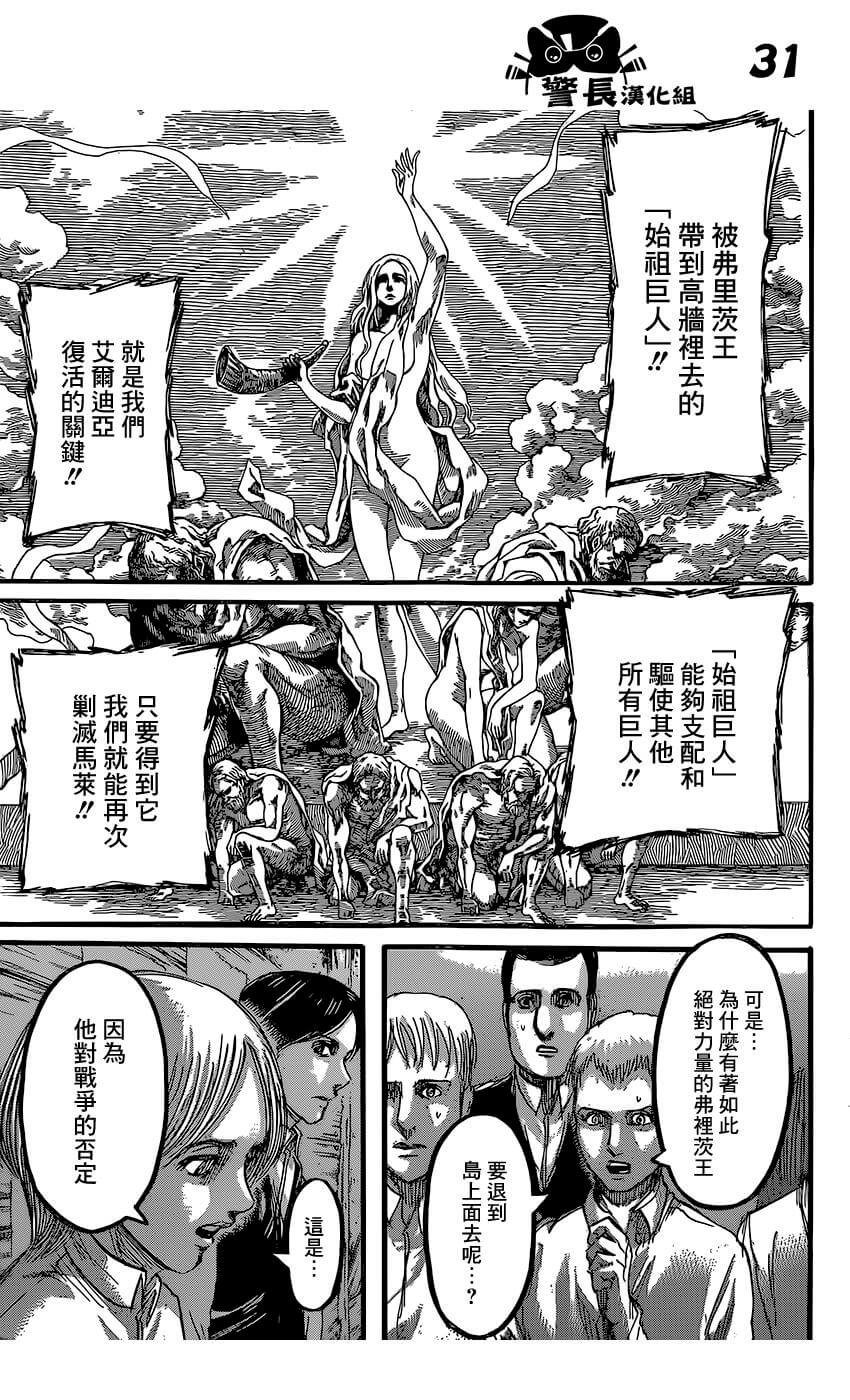 31
警長漢化組
被弗里茨王
帶到高牆裡去的
「始祖巨人」!!
就是我們
艾爾迪亞
復活的關鍵!!
「始祖巨人」
能夠支配和
驅使其他
所有巨人!!
只要得到它
我們就能再次
剿滅馬萊!!
可是…
為什麼有著如此
絕對力量的弗裡茨王
要退到
島上面去呢…?
這是…
因為
他對戰爭的否定